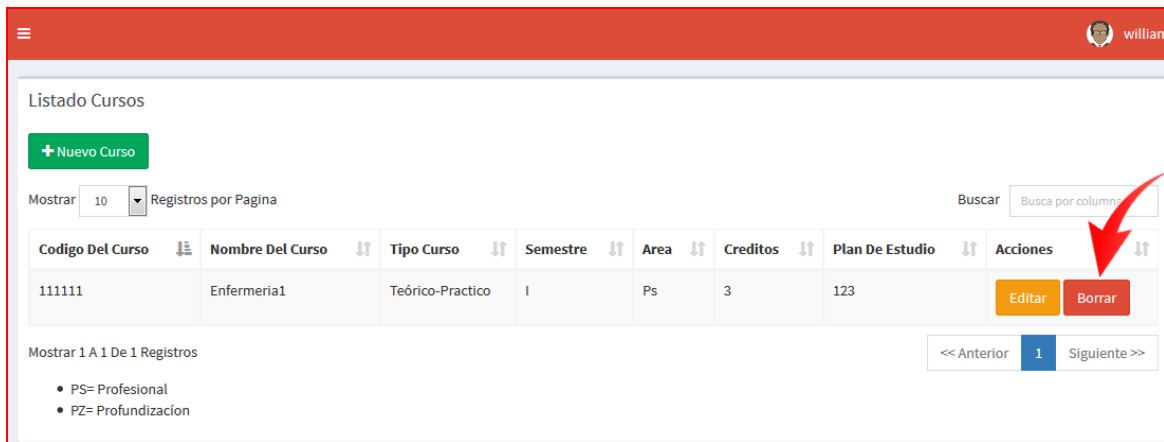 willian
Listado Cursos
+ Nuevo Curso
Mostrar 10 Registros por Pagina Buscar Busca por columna
Codigo Del Curso Nombre Del Curso Tipo Curso Semestre Area Creditos Plan De Estudio Acciones
111111 Enfermeria1 Teórico-Practico I Ps 3 123 Editar Borrar
Mostrar 1 A 1 De 1 Registros << Anterior 1 Siguiente >>
• PS= Profesional
• PZ= Profundizacíon